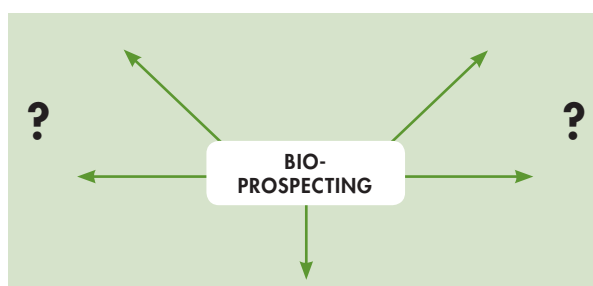 ?
?
BIO-
PROSPECTING